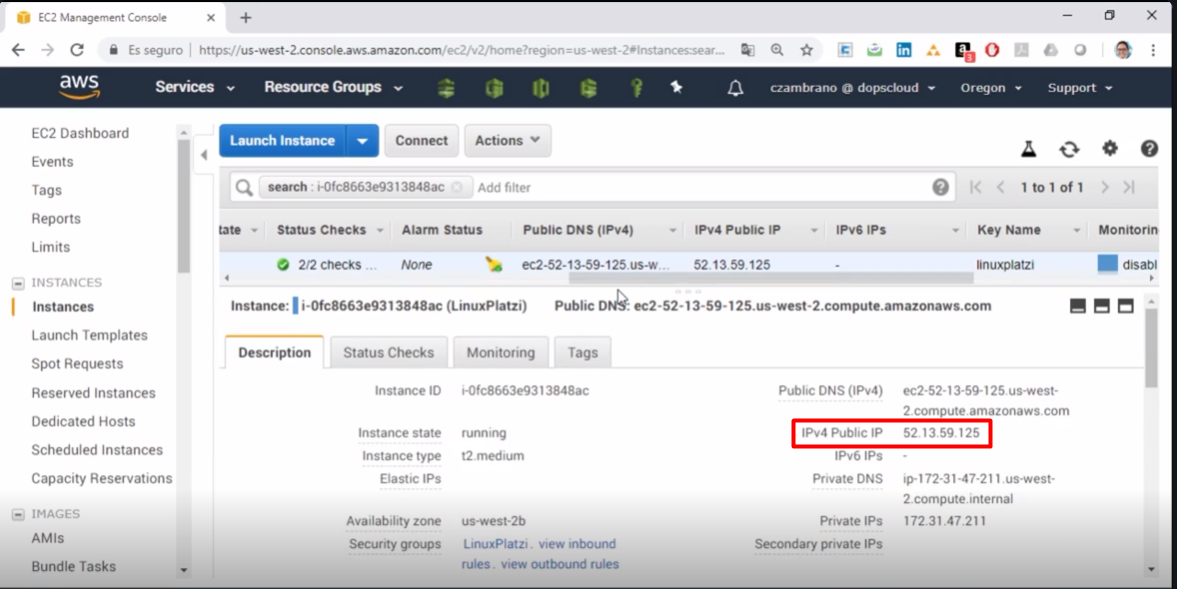 EC2 Management Console
Es seguro | https://us-west-2.console.aws.amazon.com/ec2/v2/home?region=us-west-2#Instances:sear...
aws Services Resource Groups czambrano @ dopscloud Oregon Support
EC2 Dashboard
Events
Tags
Reports
Limits
INSTANCES
Instances
Launch Templates
Spot Requests
Reserved Instances
Dedicated Hosts
Scheduled Instances
Capacity Reservations
IMAGES
AMIs
Bundle Tasks
Launch Instance Connect Actions
search : i-0fc8663e9313848ac Add filter 1 to 1 of 1
tate Status Checks Alarm Status Public DNS (IPv4) IPv4 Public IP IPv6 IPs Key Name Monitorin
2/2 checks ... None ec2-52-13-59-125.us-w... 52.13.59.125 - linuxplatzi disabl
Instance: i-0fc8663e9313848ac (LinuxPlatzi) Public DNS: ec2-52-13-59-125.us-west-2.compute.amazonaws.com
Description Status Checks Monitoring Tags
Instance ID i-0fc8663e9313848ac
Instance state running
Instance type t2.medium
Elastic IPs
Availability zone us-west-2b
Security groups LinuxPlatzi. view inbound
rules. view outbound rules
Public DNS (IPv4) ec2-52-13-59-125.us-west-
2.compute.amazonaws.com
IPv4 Public IP 52.13.59.125
IPv6 IPs -
Private DNS ip-172-31-47-211.us-west-
2.compute.internal
Private IPs 172.31.47.211
Secondary private IPs